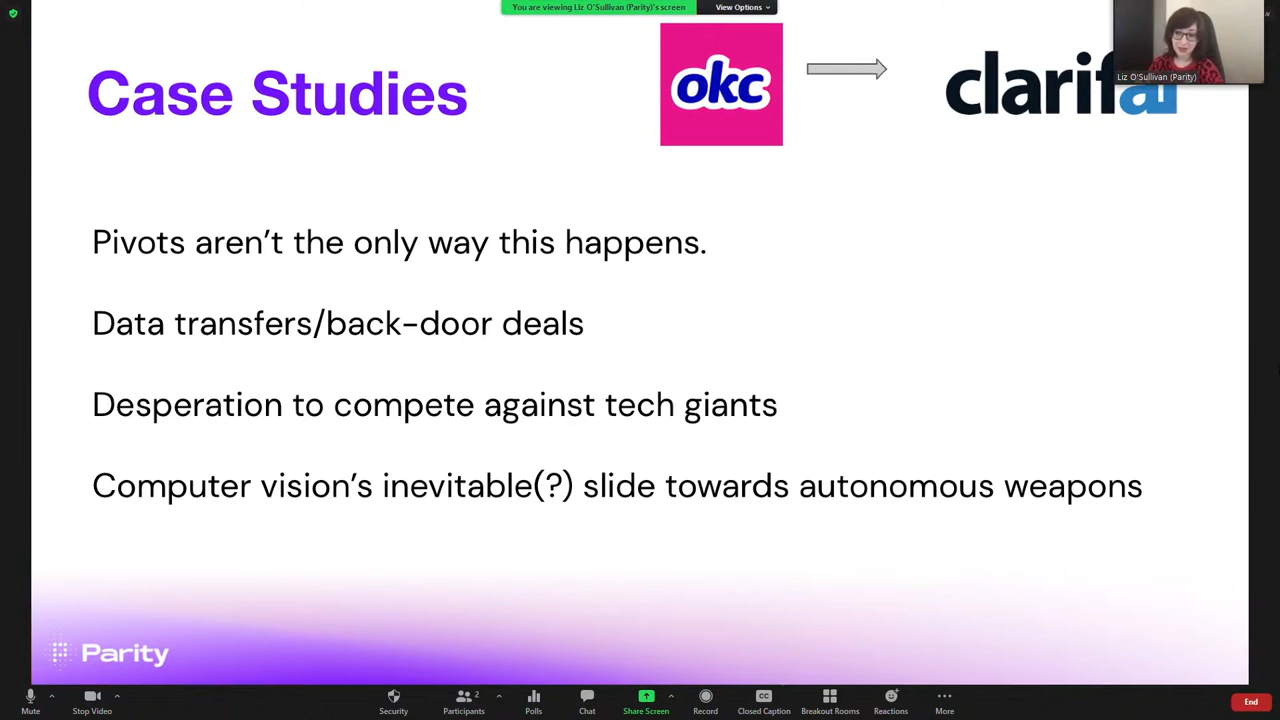 You are viewing Liz O'Sullivan (Parity)'s screen View Options
Case Studies
okc
clarifai
Liz O'Sullivan (Parity)
Pivots aren't the only way this happens.
Data transfers/back-door deals
Desperation to compete against tech giants
Computer vision's inevitable(?) slide towards autonomous weapons
Parity
Mute Stop Video Security Participants 2 Polls Chat Share Screen Record CC Closed Caption Breakout Rooms Reactions More End